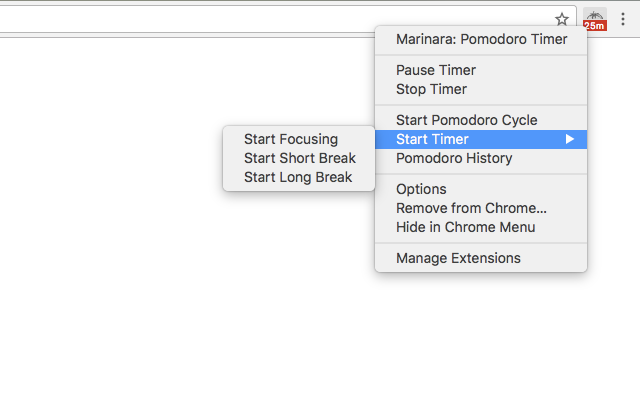 25m
Marinara: Pomodoro Timer
Pause Timer
Stop Timer
Start Pomodoro Cycle
Start Timer
Pomodoro History
Options
Remove from Chrome...
Hide in Chrome Menu
Manage Extensions
Start Focusing
Start Short Break
Start Long Break